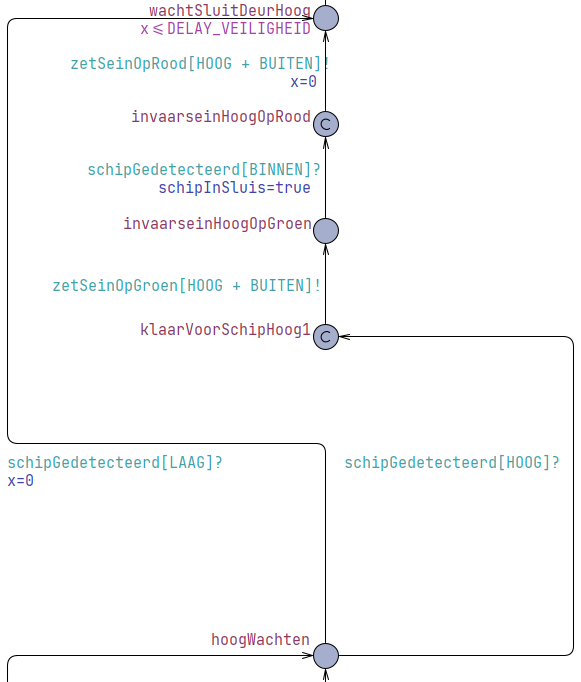 wachtSluitDeurHoog
x<=DELAY_VEILIGHEID
zetSeinOpRood[HOOG + BUITEN]!
x=0
invaarseinHoogOpRood
C
schipGedetecteerd[BINNEN]?
schipInSluis=true
invaarseinHoogOpGroen
zetSeinOpGroen[HOOG + BUITEN]!
klaarVoorSchipHoog1
C
schipGedetecteerd[LAAG]?
x=0
schipGedetecteerd[HOOG]?
hoogWachten